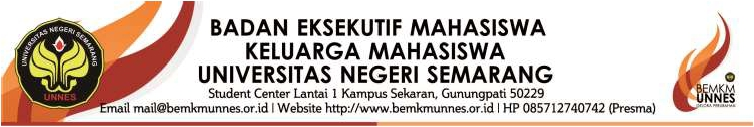 UNIVERSITAS NEGERI SEMARANG
UNNES
BADAN EKSEKUTIF MAHASISWA
KELUARGA MAHASISWA
UNIVERSITAS NEGERI SEMARANG
Student Center Lantai 1 Kampus Sekaran, Gunungpati 50229
Email mail@bemkmunnes.or.id | Website http://www.bemkmunnes.or.id | HP 085712740742 (Presma)
BEMKM
UNNES